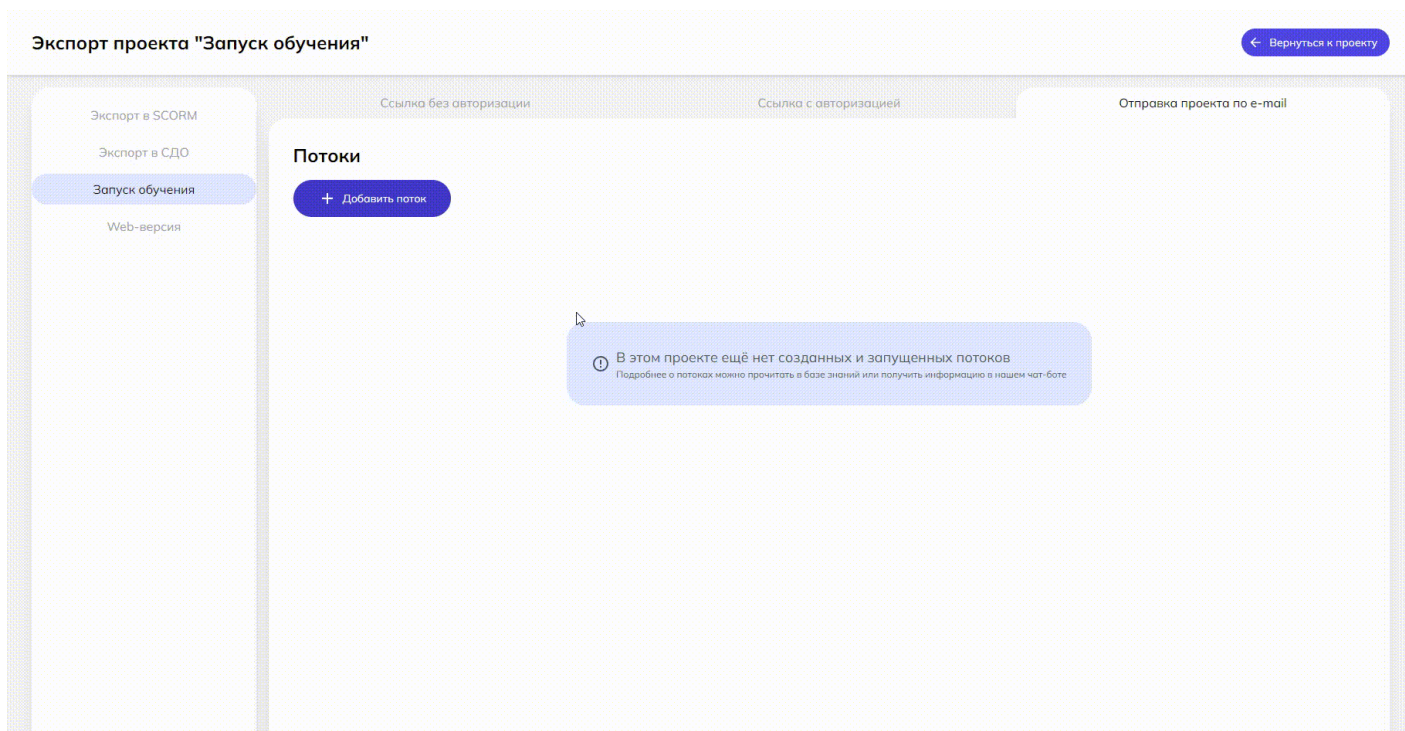 Экспорт проекта "Запуск обучения"
Вернуться к проекту
Экспорт в SCORM
Экспорт в СДО
Запуск обучения
Web-версия
Ссылка без авторизации
Ссылка с авторизацией
Отправка проекта по e-mail
Потоки
+ Добавить поток
В этом проекте ещё нет созданных и запущенных потоков
Подробнее о потоках можно прочитать в базе знаний или получить информацию в нашем чат-боте